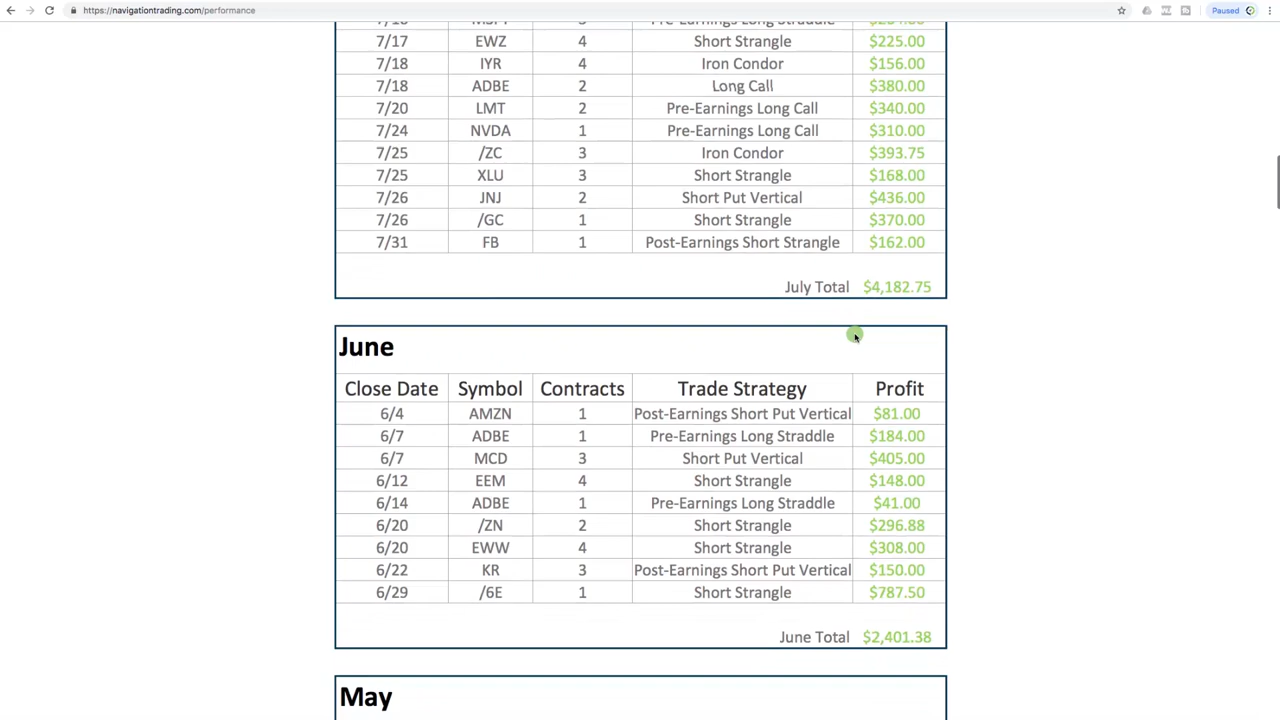 https://navigationtrading.com/performance
Paused
7/17 EWZ 4 Short Strangle $225.00
7/18 IYR 4 Iron Condor $156.00
7/18 ADBE 2 Long Call $380.00
7/20 LMT 2 Pre-Earnings Long Call $340.00
7/24 NVDA 1 Pre-Earnings Long Call $310.00
7/25 /ZC 3 Iron Condor $393.75
7/25 XLU 3 Short Strangle $168.00
7/26 JNJ 2 Short Put Vertical $436.00
7/26 /GC 1 Short Strangle $370.00
7/31 FB 1 Post-Earnings Short Strangle $162.00
July Total $4,182.75
June
Close Date Symbol Contracts Trade Strategy Profit
6/4 AMZN 1 Post-Earnings Short Put Vertical $81.00
6/7 ADBE 1 Pre-Earnings Long Straddle $184.00
6/7 MCD 3 Short Put Vertical $405.00
6/12 EEM 4 Short Strangle $148.00
6/14 ADBE 1 Pre-Earnings Long Straddle $41.00
6/20 /ZN 2 Short Strangle $296.88
6/20 EWW 4 Short Strangle $308.00
6/22 KR 3 Post-Earnings Short Put Vertical $150.00
6/29 /6E 1 Short Strangle $787.50
June Total $2,401.38
May